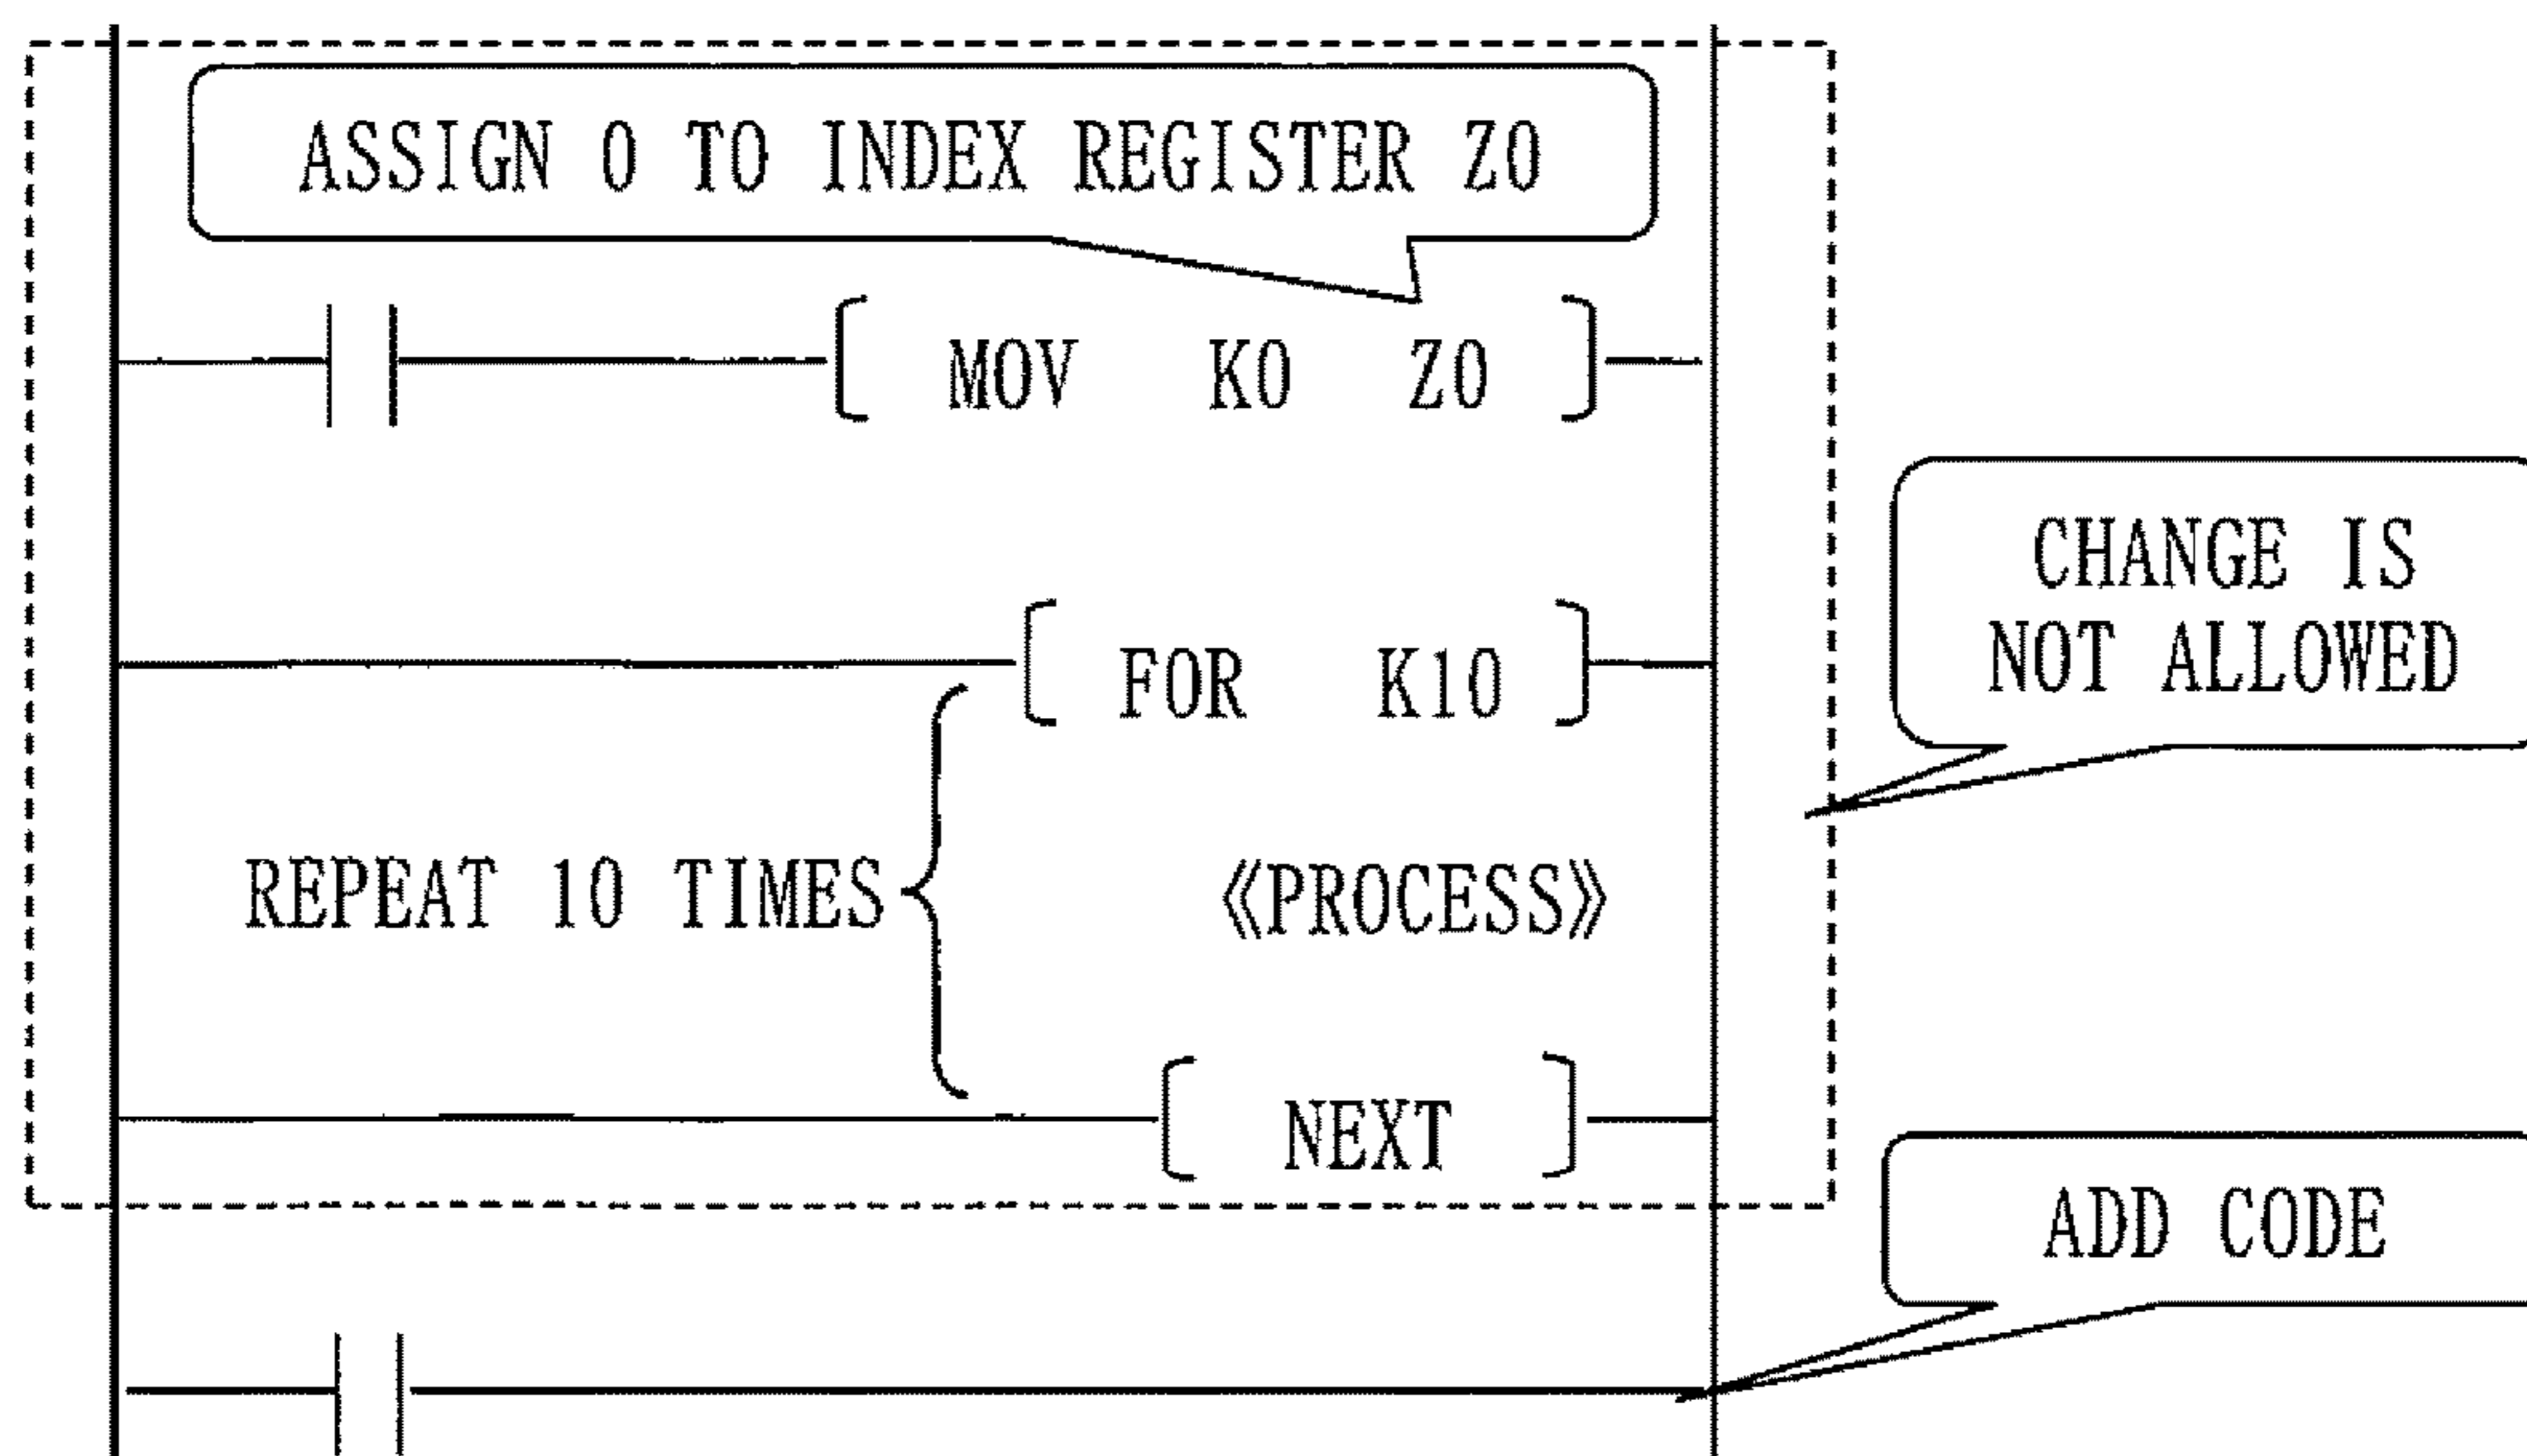 ASSIGN 0 TO INDEX REGISTER Z0
MOV K0 Z0
CHANGE IS
NOT ALLOWED
FOR K10
REPEAT 10 TIMES
《PROCESS》
NEXT
ADD CODE